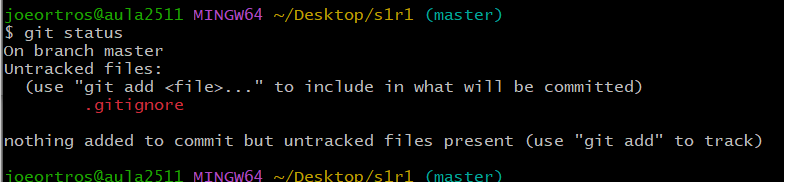 joeortros@aula2511 MINGW64 ~/Desktop/s1r1 (master)
$ git status
On branch master
Untracked files:
  (use "git add <file>..." to include in what will be committed)
        .gitignore

nothing added to commit but untracked files present (use "git add" to track)

joeortros@aula2511 MINGW64 ~/Desktop/s1r1 (master)